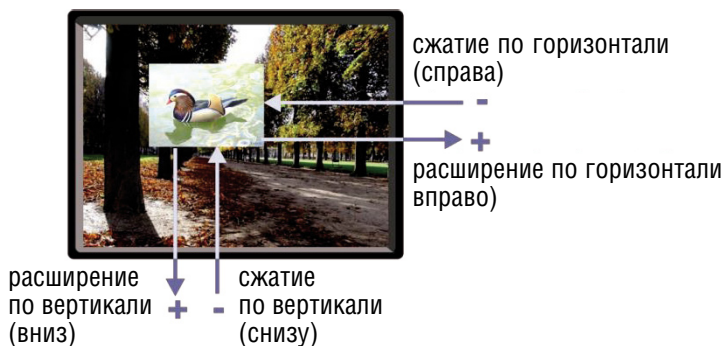 сжатие по горизонтали
(справа)
-
+
расширение по горизонтали
вправо)
расширение
по вертикали
(вниз)
+
-
сжатие
по вертикали
(снизу)